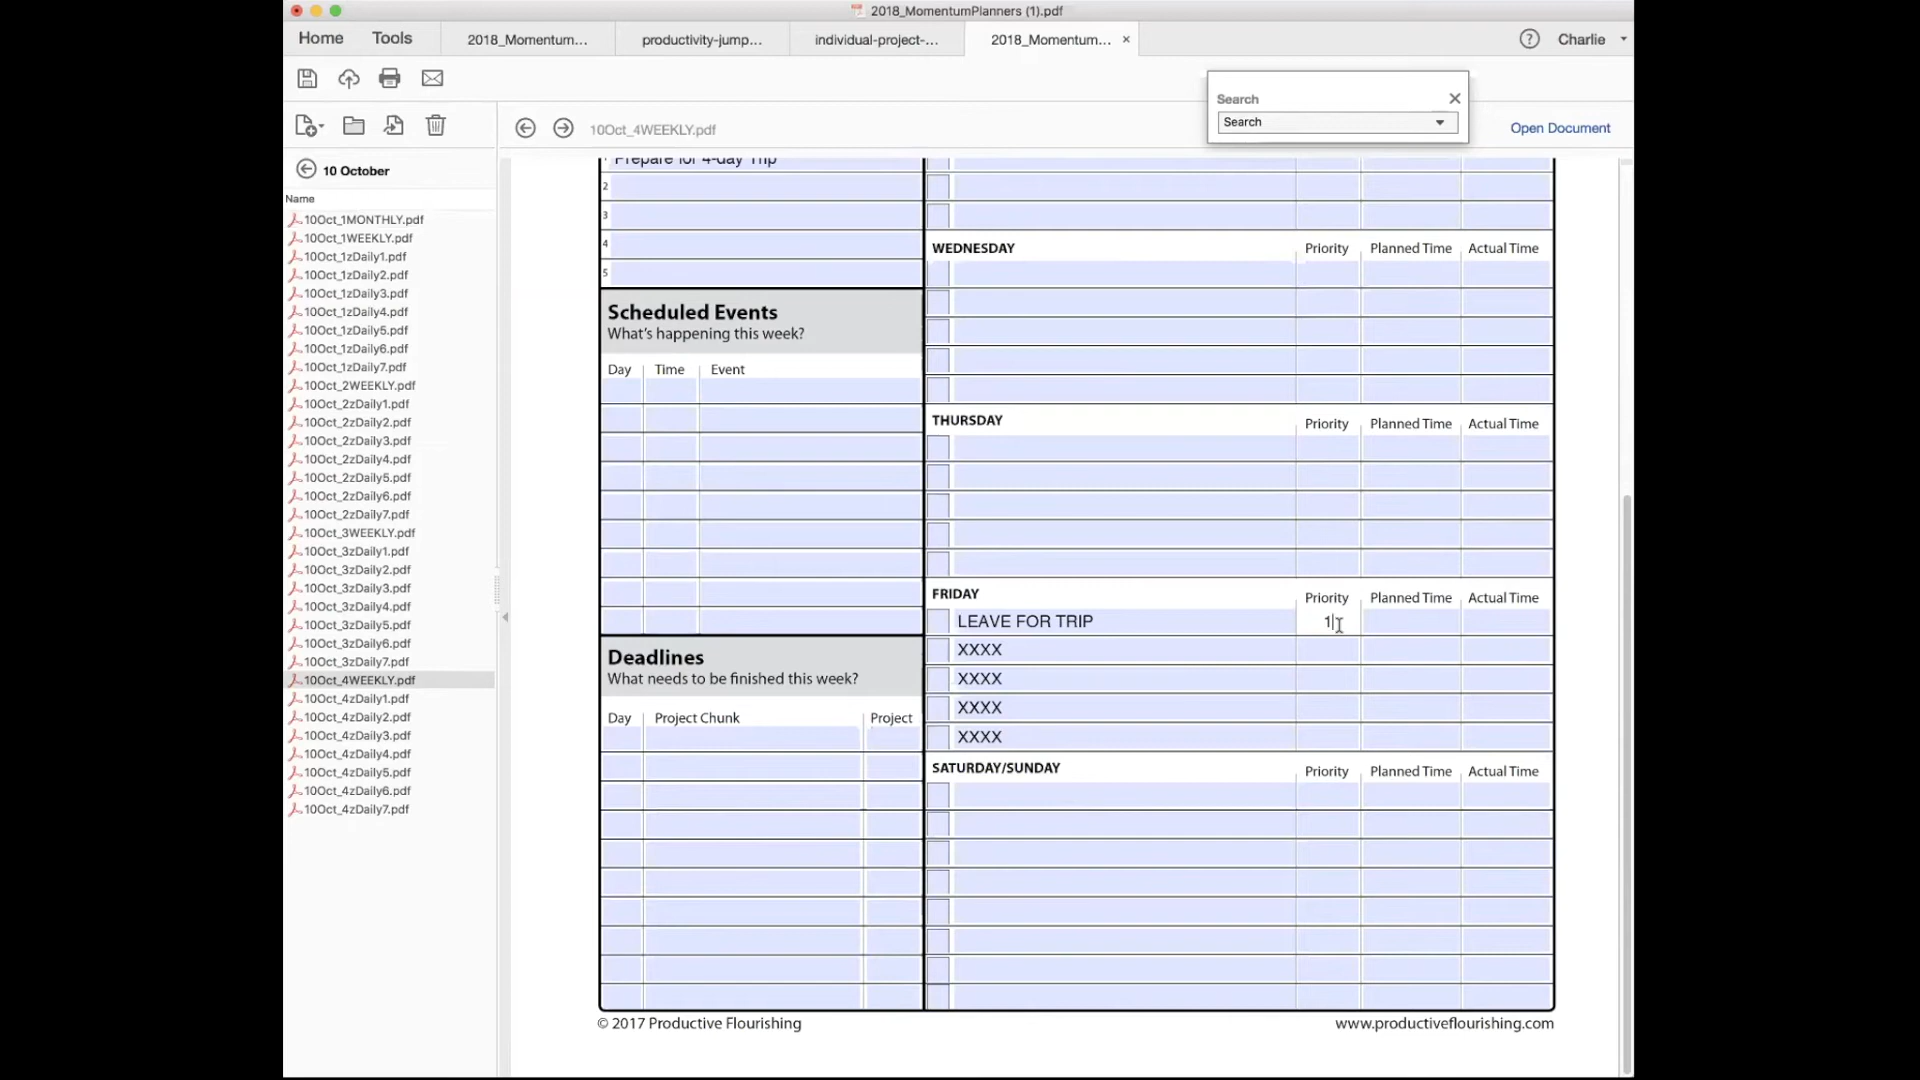 2018_MomentumPlanners (1).pdf
Home
Tools
2018_Momentum...
productivity-jump...
individual-project-...
2018_Momentum...
×
?
Charlie
Search
Search
10Oct_4WEEKLY.pdf
Open Document
10 October
Name
10Oct_1MONTHLY.pdf
10Oct_1WEEKLY.pdf
10Oct_1zDaily1.pdf
10Oct_1zDaily2.pdf
10Oct_1zDaily3.pdf
10Oct_1zDaily4.pdf
10Oct_1zDaily5.pdf
10Oct_1zDaily6.pdf
10Oct_1zDaily7.pdf
10Oct_2WEEKLY.pdf
10Oct_2zDaily1.pdf
10Oct_2zDaily2.pdf
10Oct_2zDaily3.pdf
10Oct_2zDaily4.pdf
10Oct_2zDaily5.pdf
10Oct_2zDaily6.pdf
10Oct_2zDaily7.pdf
10Oct_3WEEKLY.pdf
10Oct_3zDaily1.pdf
10Oct_3zDaily2.pdf
10Oct_3zDaily3.pdf
10Oct_3zDaily4.pdf
10Oct_3zDaily5.pdf
10Oct_3zDaily6.pdf
10Oct_3zDaily7.pdf
10Oct_4WEEKLY.pdf
10Oct_4zDaily1.pdf
10Oct_4zDaily2.pdf
10Oct_4zDaily3.pdf
10Oct_4zDaily4.pdf
10Oct_4zDaily5.pdf
10Oct_4zDaily6.pdf
10Oct_4zDaily7.pdf
1 Prepare for 4-day Trip
2
3
4
5
Scheduled Events
What's happening this week?
Day Time Event
Deadlines
What needs to be finished this week?
Day Project Chunk Project
WEDNESDAY Priority Planned Time Actual Time
THURSDAY Priority Planned Time Actual Time
FRIDAY Priority Planned Time Actual Time
LEAVE FOR TRIP 1
XXXX
XXXX
XXXX
XXXX
SATURDAY/SUNDAY Priority Planned Time Actual Time
© 2017 Productive Flourishing
www.productiveflourishing.com